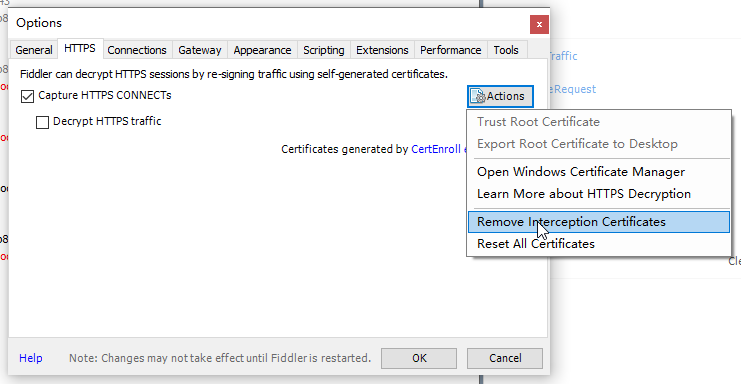 Options
x
General HTTPS Connections Gateway Appearance Scripting Extensions Performance Tools
Fiddler can decrypt HTTPS sessions by re-signing traffic using self-generated certificates.
Traffic
Capture HTTPS CONNECTs
Actions
eRequest
Decrypt HTTPS traffic
Trust Root Certificate
Certificates generated by CertEnroll e
Export Root Certificate to Desktop
Open Windows Certificate Manager
Learn More about HTTPS Decryption
Remove Interception Certificates
Reset All Certificates
Cle
Help
Note: Changes may not take effect until Fiddler is restarted.
OK
Cancel